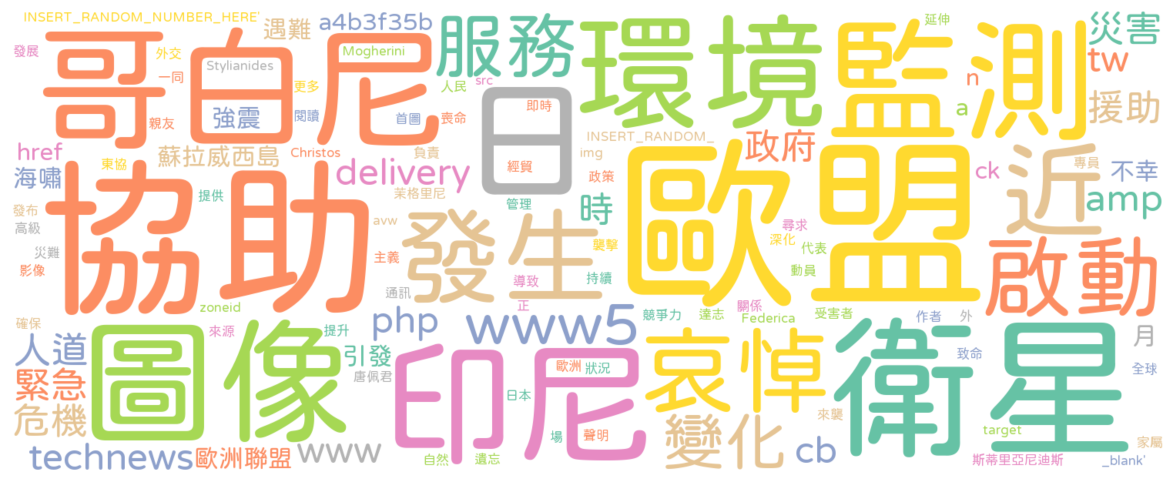 INSERT_RANDOM_NUMBER_HERE'
遇難
a4b3f35b
服務
環境
監測
延伸
災害
發展
哥白尼
外交
一同
Stylianides
Mogherini
更多
人民
src
tw
n
a
援助
親友
強震
閱讀
首圖
喪命
日
即時
INSERT_RANDOM_
政府
href
東協
蘇拉威西島
Christos
負責
經貿
img
政策
近
專員
不幸
海嘯
協助
提供
delivery
茉格里尼
管理
時
歐盟
ck
amp
發布
高級
avw
發生
襲擊
尋求
深化
代表
啟動
災難
影像
主義
通訊
導致
持續
動員
zoneid
正
競爭力
達志
關係
Federica
受害者
作者
外
確保
圖像
來源
提升
php
www5
哀悼
衛星
月
人道
引發
印尼
歐洲
狀況
致命
全球
緊急
唐佩君
日本
危機
變化
來襲
technews
歐洲聯盟
www
自然
遺忘
場
聲明
cb
target
斯蒂里亞尼迪斯
_blank'
家屬